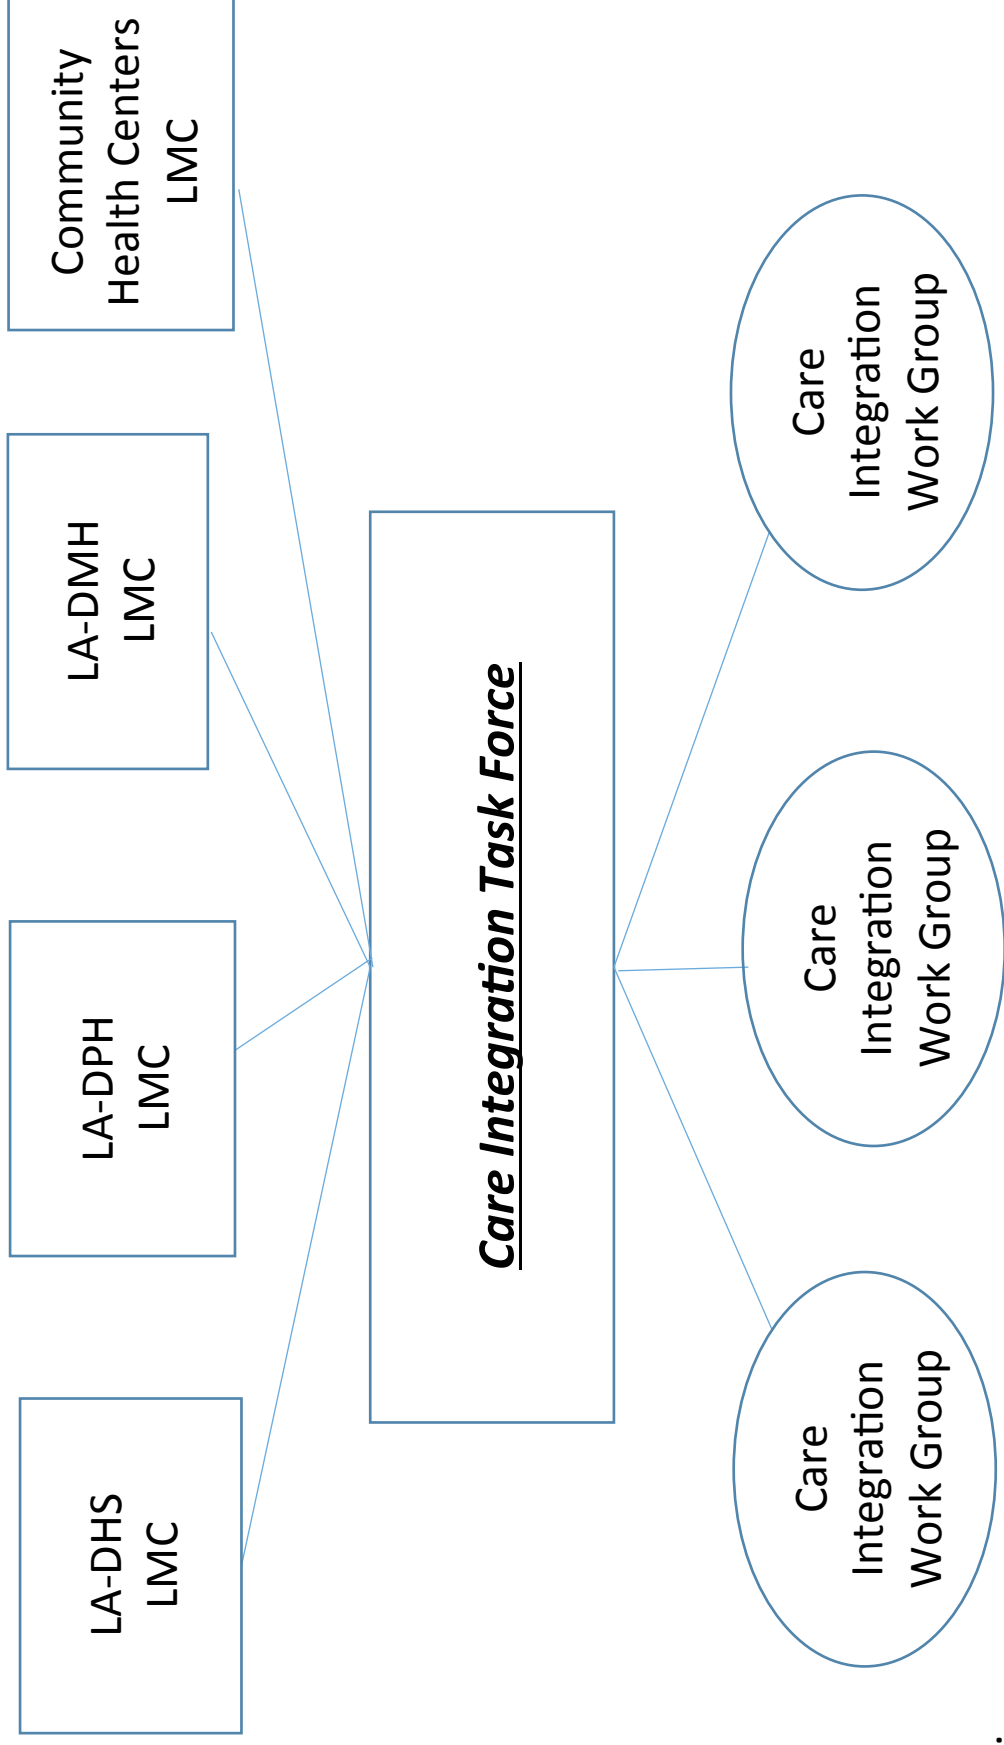 LA-DHS
LMC
LA-DPH
LMC
LA-DMH
LMC
Community
Health Centers
LMC
Care Integration Task Force
Care
Integration
Work Group
Care
Integration
Work Group
Care
Integration
Work Group
.